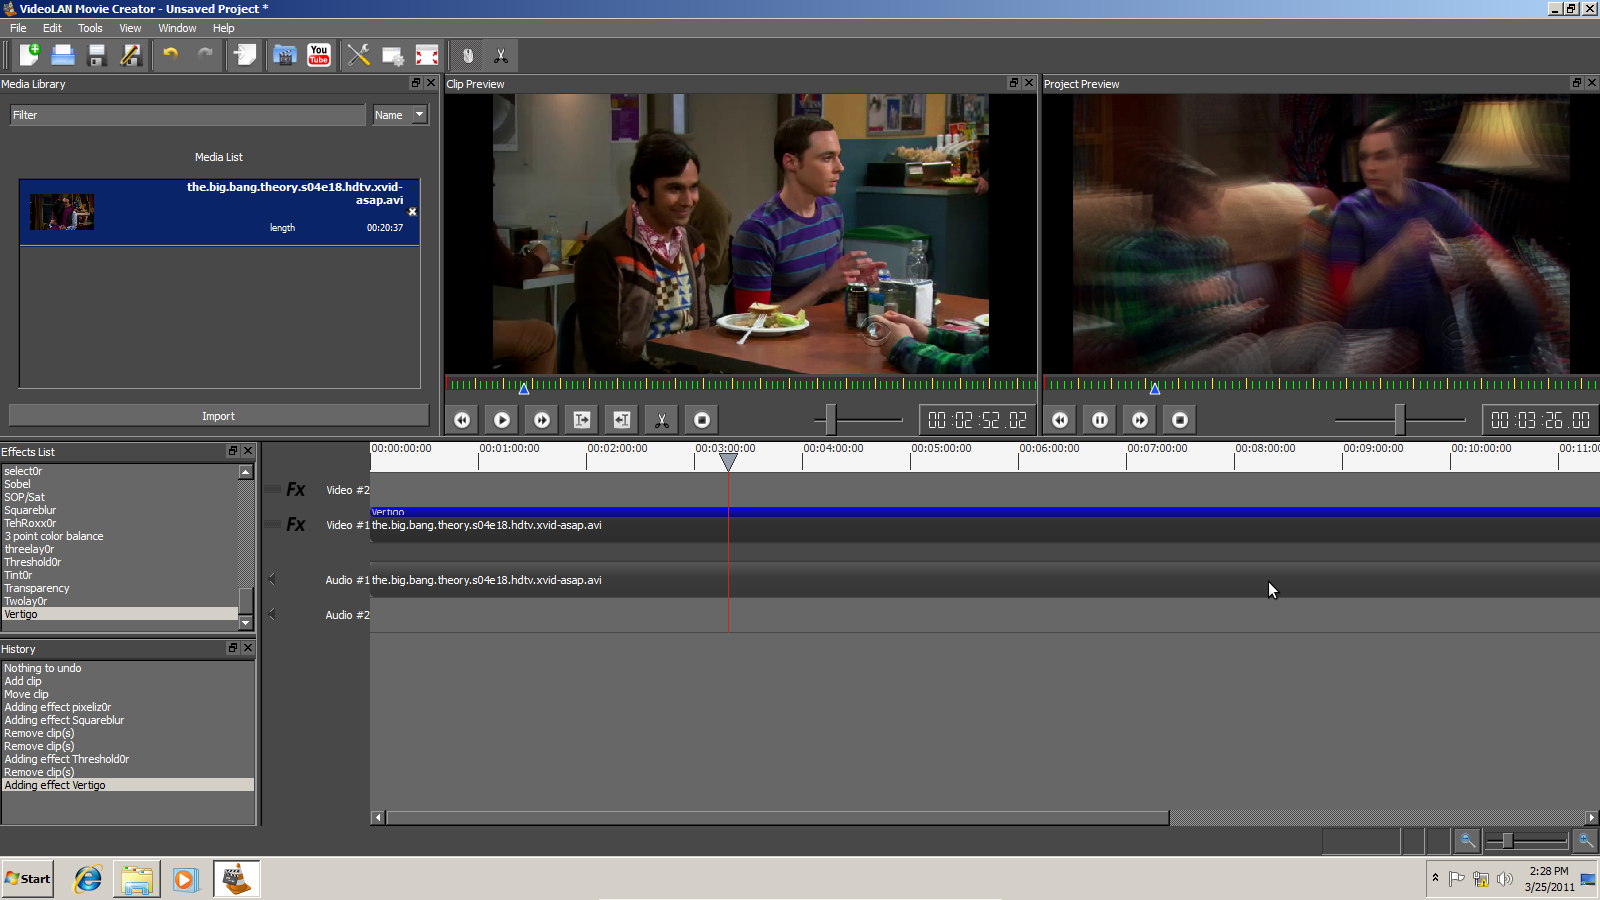 VideoLAN Movie Creator - Unsaved Project *
File Edit Tools View Window Help
You
Tube
Media Library
Clip Preview
Project Preview
Filter
Name
Media List
the.big.bang.theory.s04e18.hdtv.xvid-
asap.avi
length 00:20:37
Import
00:02:52.02
00:03:26.00
Effects List
select0r
Sobel
SOP/Sat
Squareblur
TehRoxx0r
3 point color balance
threelay0r
Threshold0r
Tint0r
Transparency
Twolay0r
Vertigo
History
Nothing to undo
Add clip
Move clip
Adding effect pixeliz0r
Adding effect Squareblur
Remove clip(s)
Remove clip(s)
Adding effect Threshold0r
Remove clip(s)
Adding effect Vertigo
00:00:00:00 00:01:00:00 00:02:00:00 00:03:00:00 00:04:00:00 00:05:00:00 00:06:00:00 00:07:00:00 00:08:00:00 00:09:00:00 00:10:00:00 00:11:0
Fx Video #2
Vertigo
Fx Video #1 the.big.bang.theory.s04e18.hdtv.xvid-asap.avi
Audio #1 the.big.bang.theory.s04e18.hdtv.xvid-asap.avi
Audio #2
Start
2:28 PM
3/25/2011